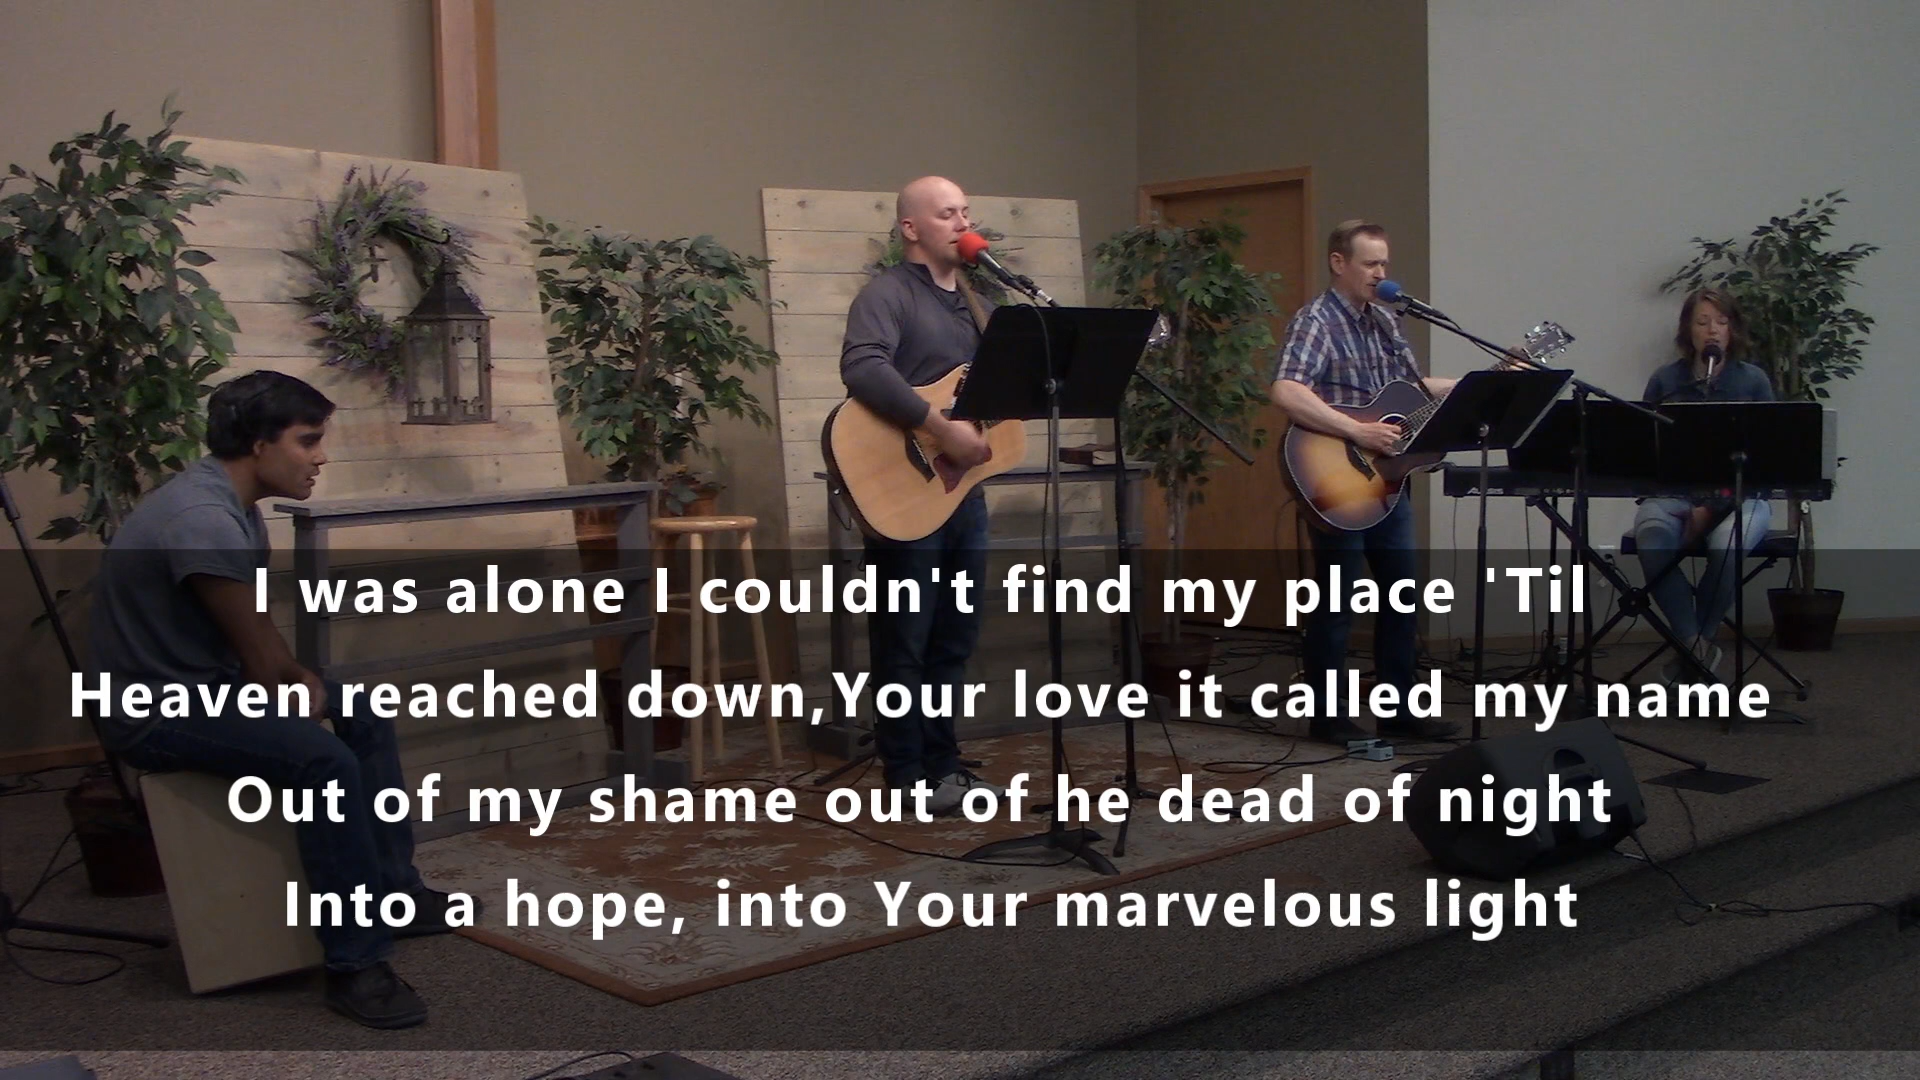 I was alone I couldn't find my place 'Til
Heaven reached down,Your love it called my name
Out of my shame out of he dead of night
Into a hope, into Your marvelous light